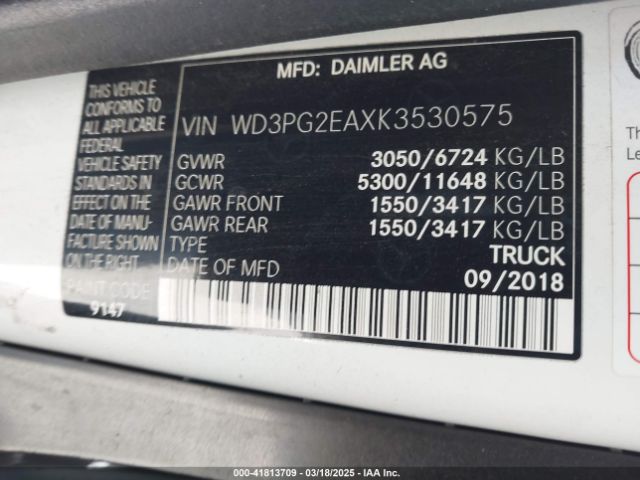 MFD: DAIMLER AG
THIS VEHICLE
CONFORMS TO
ALL APPLICABLE
FEDERAL
VEHICLE SAFETY
STANDARDS IN
EFFECT ON THE
DATE OF MANU-
FACTURE SHOWN
ON THE RIGHT
PAINT CODE
9147
VIN WD3PG2EAXK3530575
GVWR 3050/6724 KG/LB
GCWR 5300/11648 KG/LB
GAWR FRONT 1550/3417 KG/LB
GAWR REAR 1550/3417 KG/LB
TYPE TRUCK
DATE OF MFD 09/2018
00-41813709 — 03/18/2025 — IAA Inc.